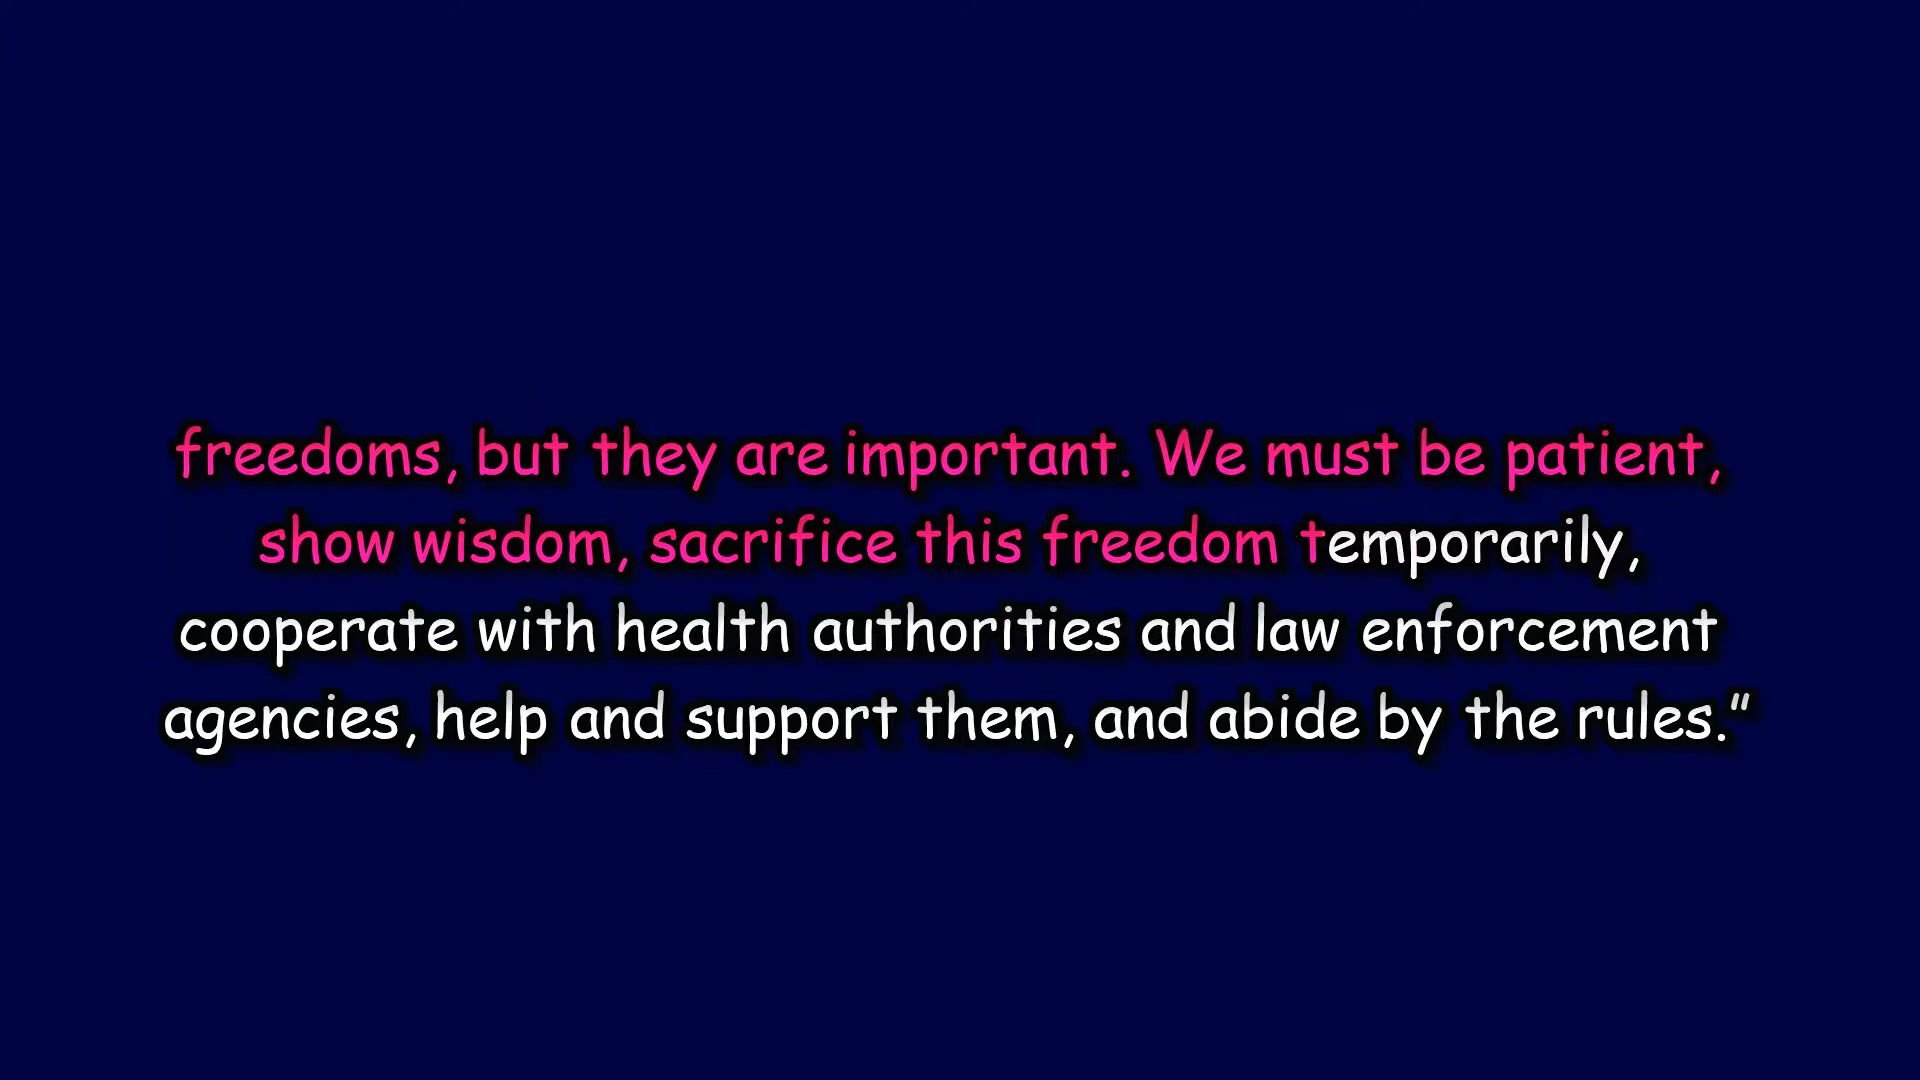 freedoms, but they are important. We must be patient,
show wisdom, sacrifice this freedom temporarily,
cooperate with health authorities and law enforcement
agencies, help and support them, and abide by the rules."